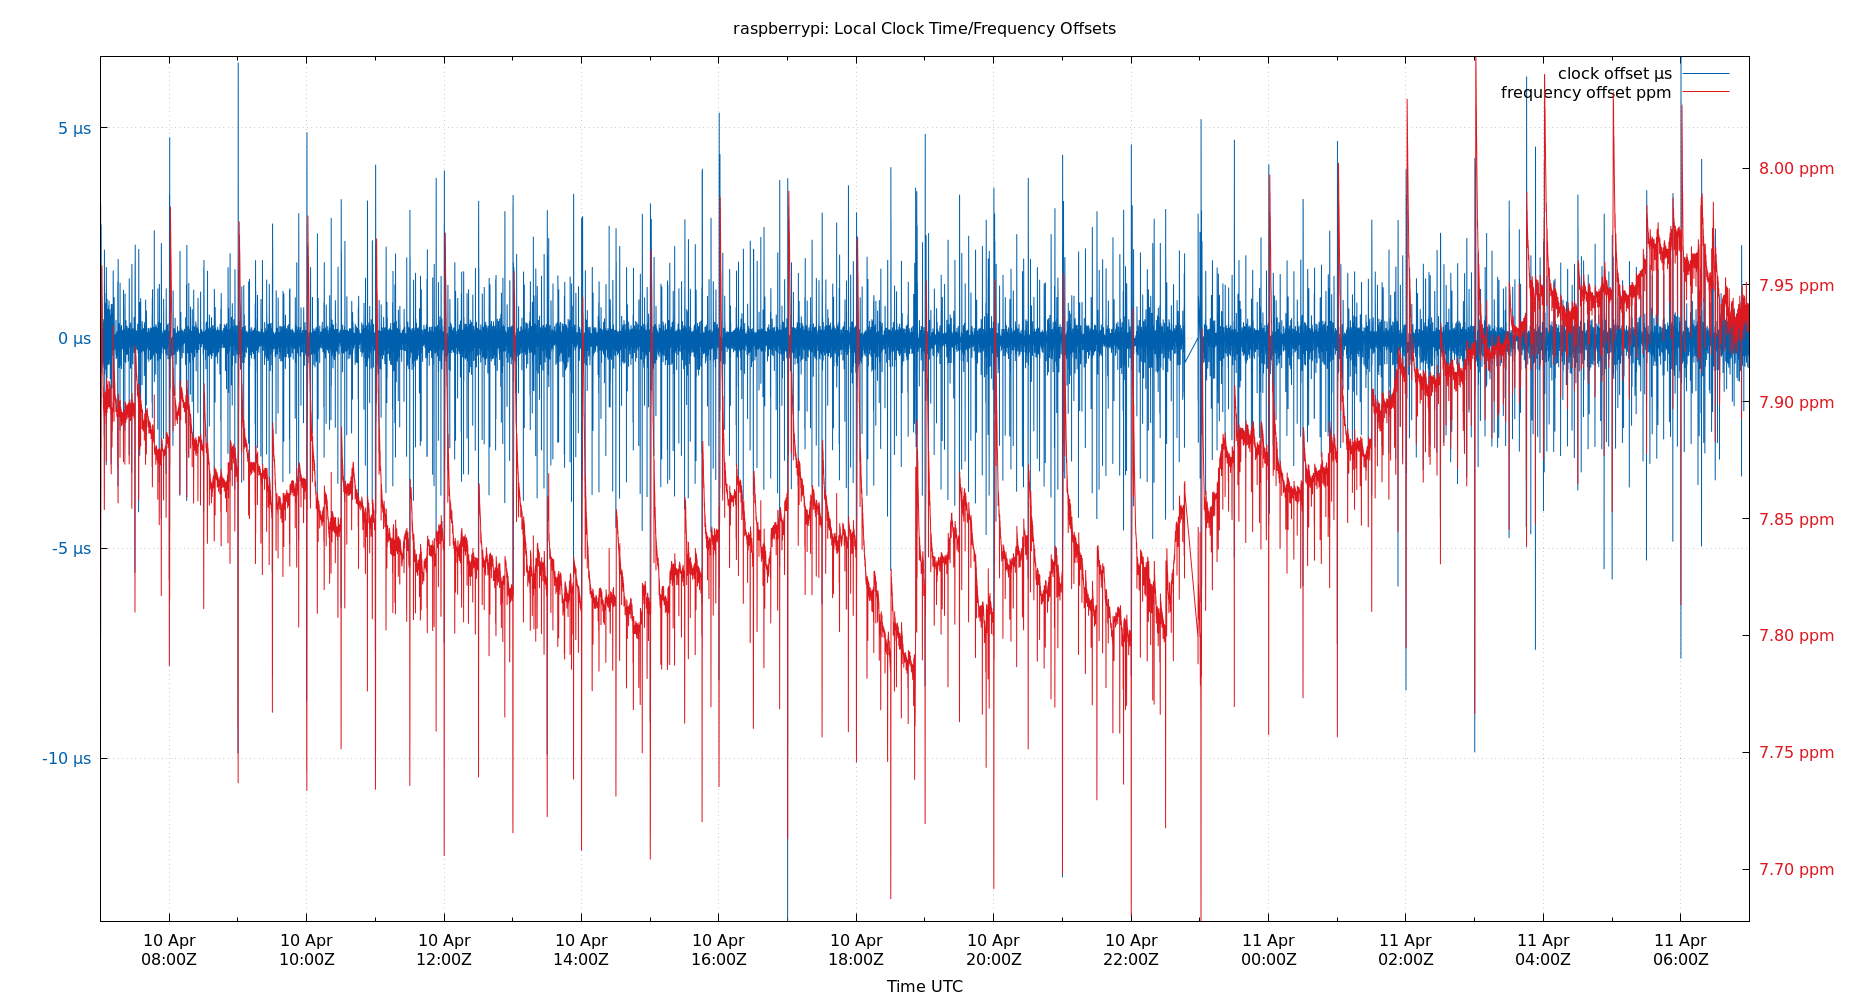 raspberrypi: Local Clock Time/Frequency Offsets
clock offset µs
frequency offset ppm
5 µs
0 µs
-5 µs
-10 µs
8.00 ppm
7.95 ppm
7.90 ppm
7.85 ppm
7.80 ppm
7.75 ppm
7.70 ppm
10 Apr 10 Apr 10 Apr 10 Apr 10 Apr 10 Apr 10 Apr 10 Apr 11 Apr 11 Apr 11 Apr 11 Apr
08:00Z 10:00Z 12:00Z 14:00Z 16:00Z 18:00Z 20:00Z 22:00Z 00:00Z 02:00Z 04:00Z 06:00Z
Time UTC